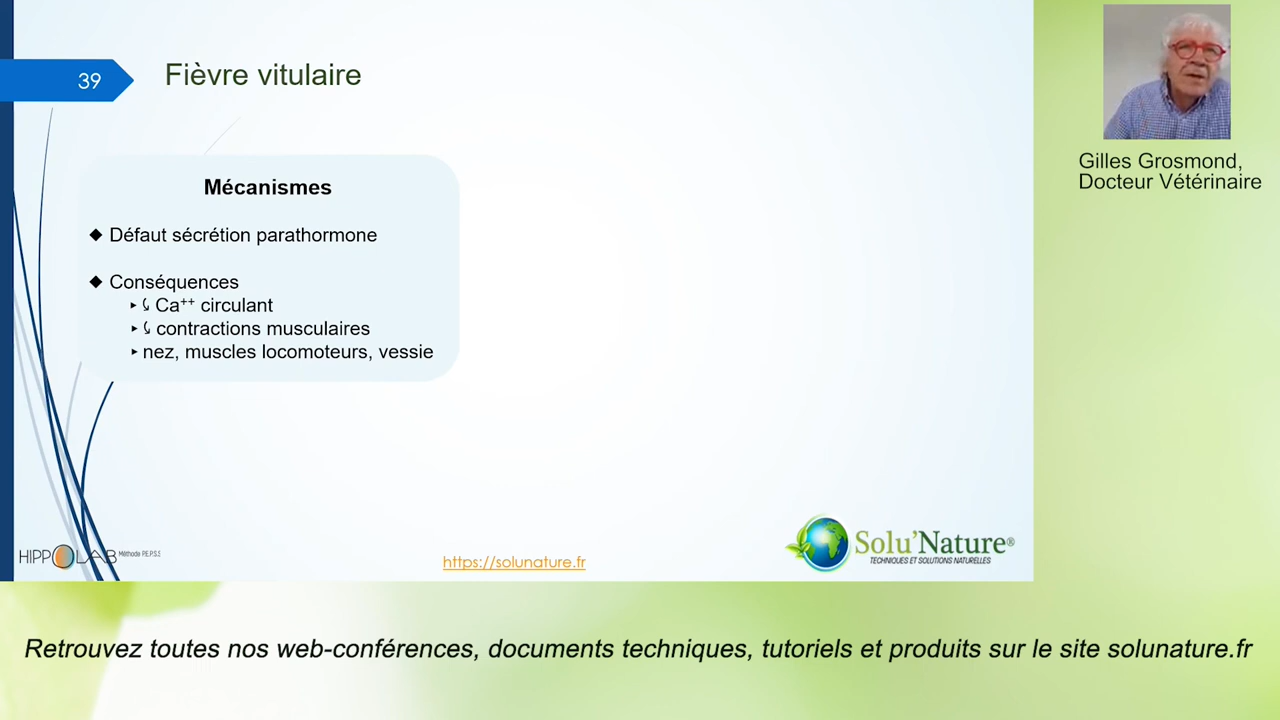 39
Fièvre vitulaire
Mécanismes
◆ Défaut sécrétion parathormone
◆ Conséquences
▸ ⤹ Ca⁺⁺ circulant
▸ ⤹ contractions musculaires
▸ nez, muscles locomoteurs, vessie
HIPPOLAB Méthode P.E.P.S.S
https://solunature.fr
Solu'Nature®
TECHNIQUES ET SOLUTIONS NATURELLES
Gilles Grosmond,
Docteur Vétérinaire
Retrouvez toutes nos web-conférences, documents techniques, tutoriels et produits sur le site solunature.fr